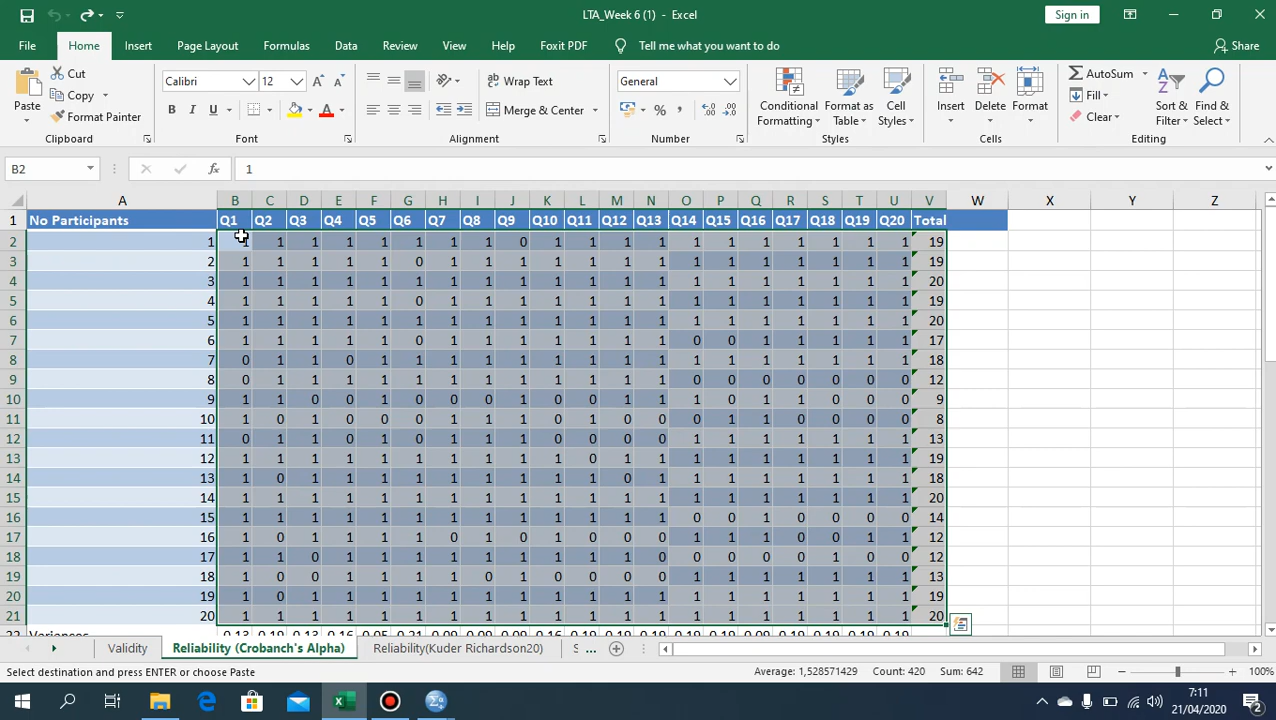 LTA_Week 6 (1) - Excel
Sign in
File Home Insert Page Layout Formulas Data Review View Help Foxit PDF Tell me what you want to do Share
Paste Cut Copy Format Painter
Calibri 12 B I U A
Wrap Text Merge & Center
General % ,
Conditional Formatting Format as Table Cell Styles
Insert Delete Format
AutoSum Fill Clear Sort & Filter Find & Select
Clipboard Font Alignment Number Styles Cells Editing
B2 fx 1
A B C D E F G H I J K L M N O P Q R S T U V W X Y Z
1 No Participants Q1 Q2 Q3 Q4 Q5 Q6 Q7 Q8 Q9 Q10 Q11 Q12 Q13 Q14 Q15 Q16 Q17 Q18 Q19 Q20 Total
2 1 1 1 1 1 1 1 1 1 0 1 1 1 1 1 1 1 1 1 1 1 19
3 2 1 1 1 1 1 0 1 1 1 1 1 1 1 1 1 1 1 1 1 1 19
4 3 1 1 1 1 1 1 1 1 1 1 1 1 1 1 1 1 1 1 1 1 20
5 4 1 1 1 1 1 0 1 1 1 1 1 1 1 1 1 1 1 1 1 1 19
6 5 1 1 1 1 1 1 1 1 1 1 1 1 1 1 1 1 1 1 1 1 20
7 6 1 1 1 1 1 0 1 1 1 1 1 1 1 0 0 1 1 1 1 1 17
8 7 0 1 1 0 1 1 1 1 1 1 1 1 1 1 1 1 1 1 1 1 18
9 8 0 1 1 1 1 1 1 1 1 1 1 1 1 0 0 0 0 0 0 0 12
10 9 0 1 0 0 1 0 0 0 1 0 0 1 1 1 0 1 1 0 0 0 9
11 10 1 0 1 0 0 0 1 1 1 0 1 0 0 0 1 1 0 0 0 0 8
12 11 0 1 0 1 1 0 1 1 0 1 0 0 0 1 1 1 1 1 1 1 13
13 12 1 1 1 1 1 1 1 1 1 1 0 1 1 1 1 1 1 1 1 1 19
14 13 1 0 1 1 1 1 1 1 1 1 1 0 1 1 1 1 1 1 1 1 18
15 14 1 1 1 1 1 1 1 1 1 1 1 1 1 1 1 1 1 1 1 1 20
16 15 1 1 1 1 1 1 1 1 1 1 1 1 1 0 0 1 0 0 0 0 14
17 16 1 0 1 1 1 1 0 1 0 1 0 1 0 1 1 1 0 0 1 1 12
18 17 1 1 0 1 1 1 1 1 1 1 1 1 0 0 0 0 0 1 0 0 12
19 18 1 0 0 1 1 1 1 0 1 0 0 0 0 1 1 1 1 1 1 1 13
20 19 1 0 1 1 1 1 1 1 1 1 1 1 1 1 1 1 1 1 1 1 19
21 20 1 1 1 1 1 1 1 1 1 1 1 1 1 1 1 1 1 1 1 1 20
Validity Reliability (Crobanch's Alpha) Reliability(Kuder Richardson20) S ...
Select destination and press ENTER or choose Paste Average: 1,528571429 Count: 420 Sum: 642 100%
7:11
21/04/2020
2